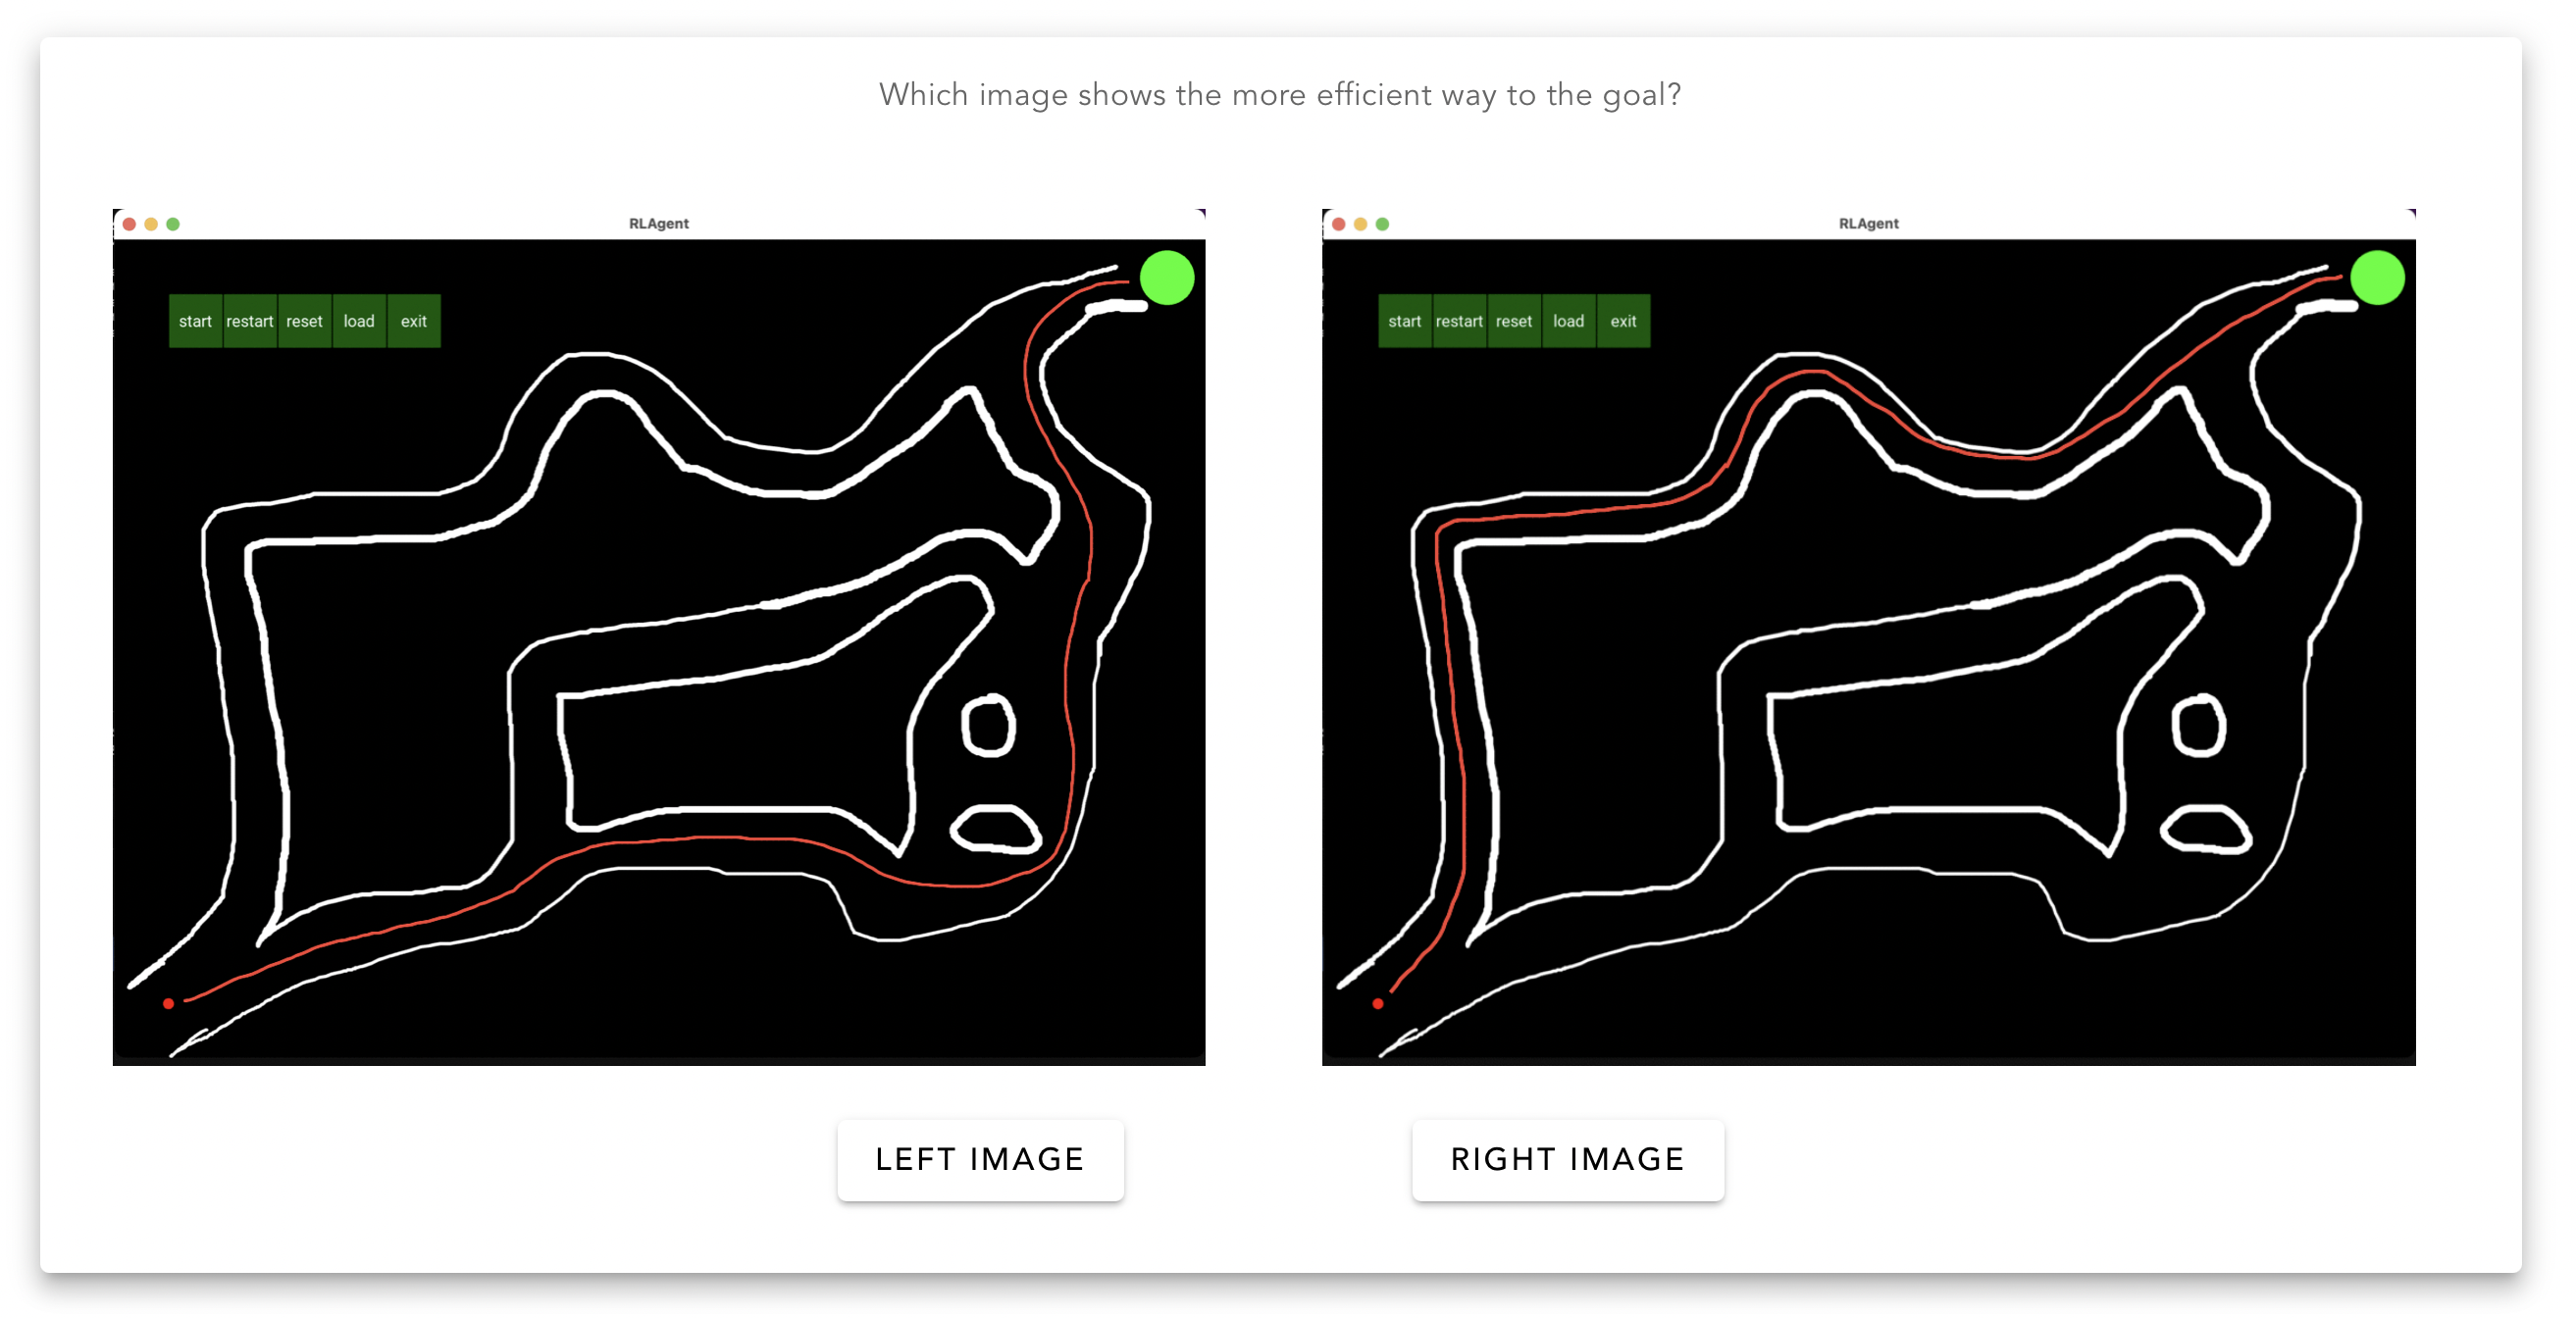 Which image shows the more efficient way to the goal?
RLAgent
start restart reset load exit
RLAgent
start restart reset load exit
LEFT IMAGE
RIGHT IMAGE